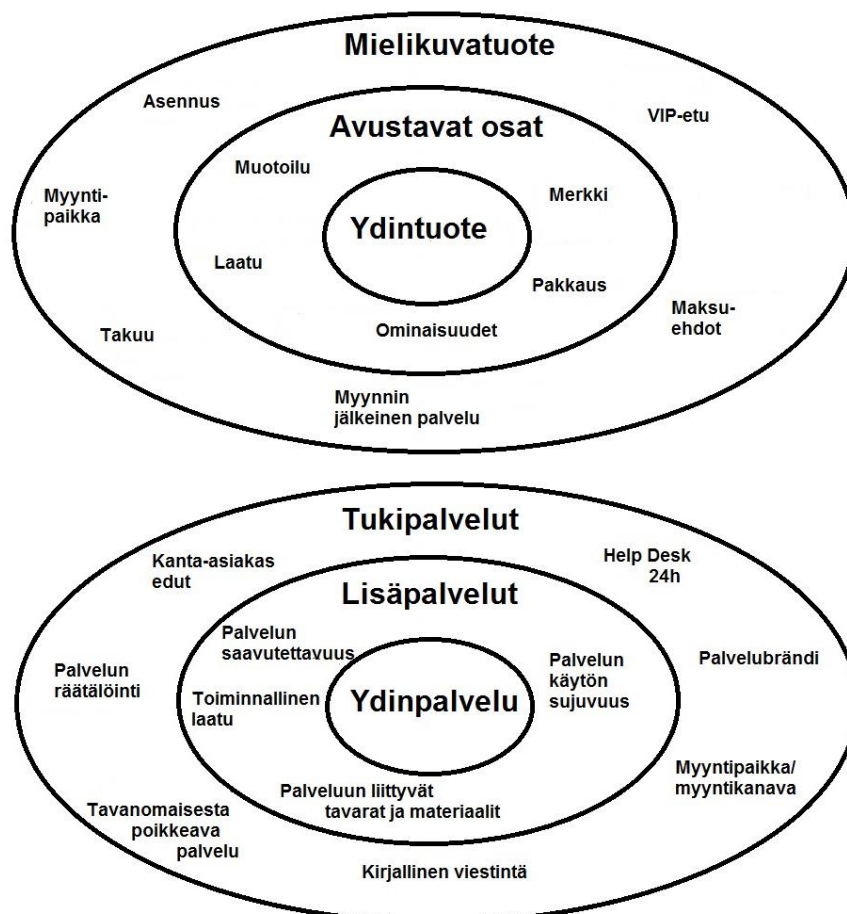 Mielikuvatuote
Asennus
VIP-etu
Avustavat osat
Muotoilu
Myynti-
paikka
Merkki
Ydintuote
Laatu
Pakkaus
Takuu
Ominaisuudet
Maksu-
ehdot
Myynnin
jälkeinen palvelu
Tukipalvelut
Kanta-asiakas
edut
Help Desk
24h
Lisäpalvelut
Palvelun
saavutettavuus
Palvelun
räätälöinti
Palvelun
käytön
sujuvuus
Palvelubrändi
Toiminnallinen
laatu
Ydinpalvelu
Myyntipaikka/
myyntikanava
Palveluun liittyvät
tavarat ja materiaalit
Tavanomaisesta
poikkeava
palvelu
Kirjallinen viestintä